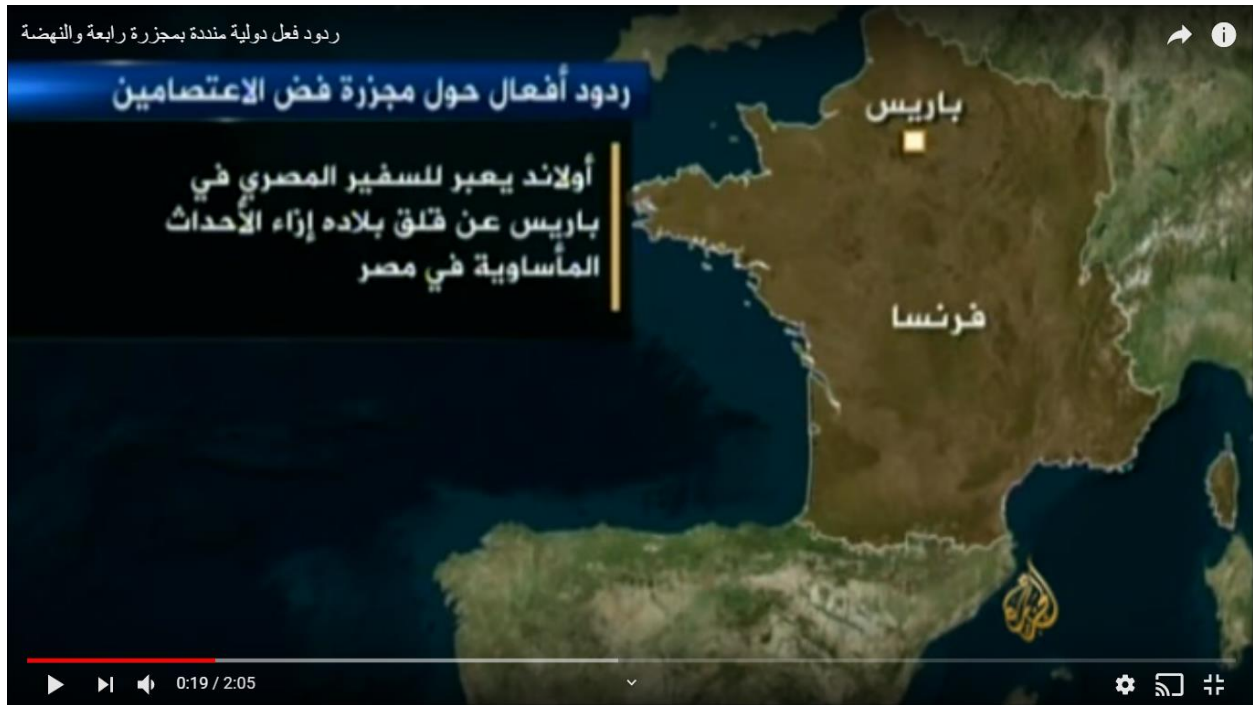 ردود فعل دولية منددة بمجزرة رابعة والنهضة
ردود أفعال حول مجزرة فض الاعتصامين
أولاند يعبر للسفير المصري في
باريس عن قلق بلاده إزاء الأحداث
المأساوية في مصر
باريس
فرنسا
الجزيرة
0:19 / 2:05